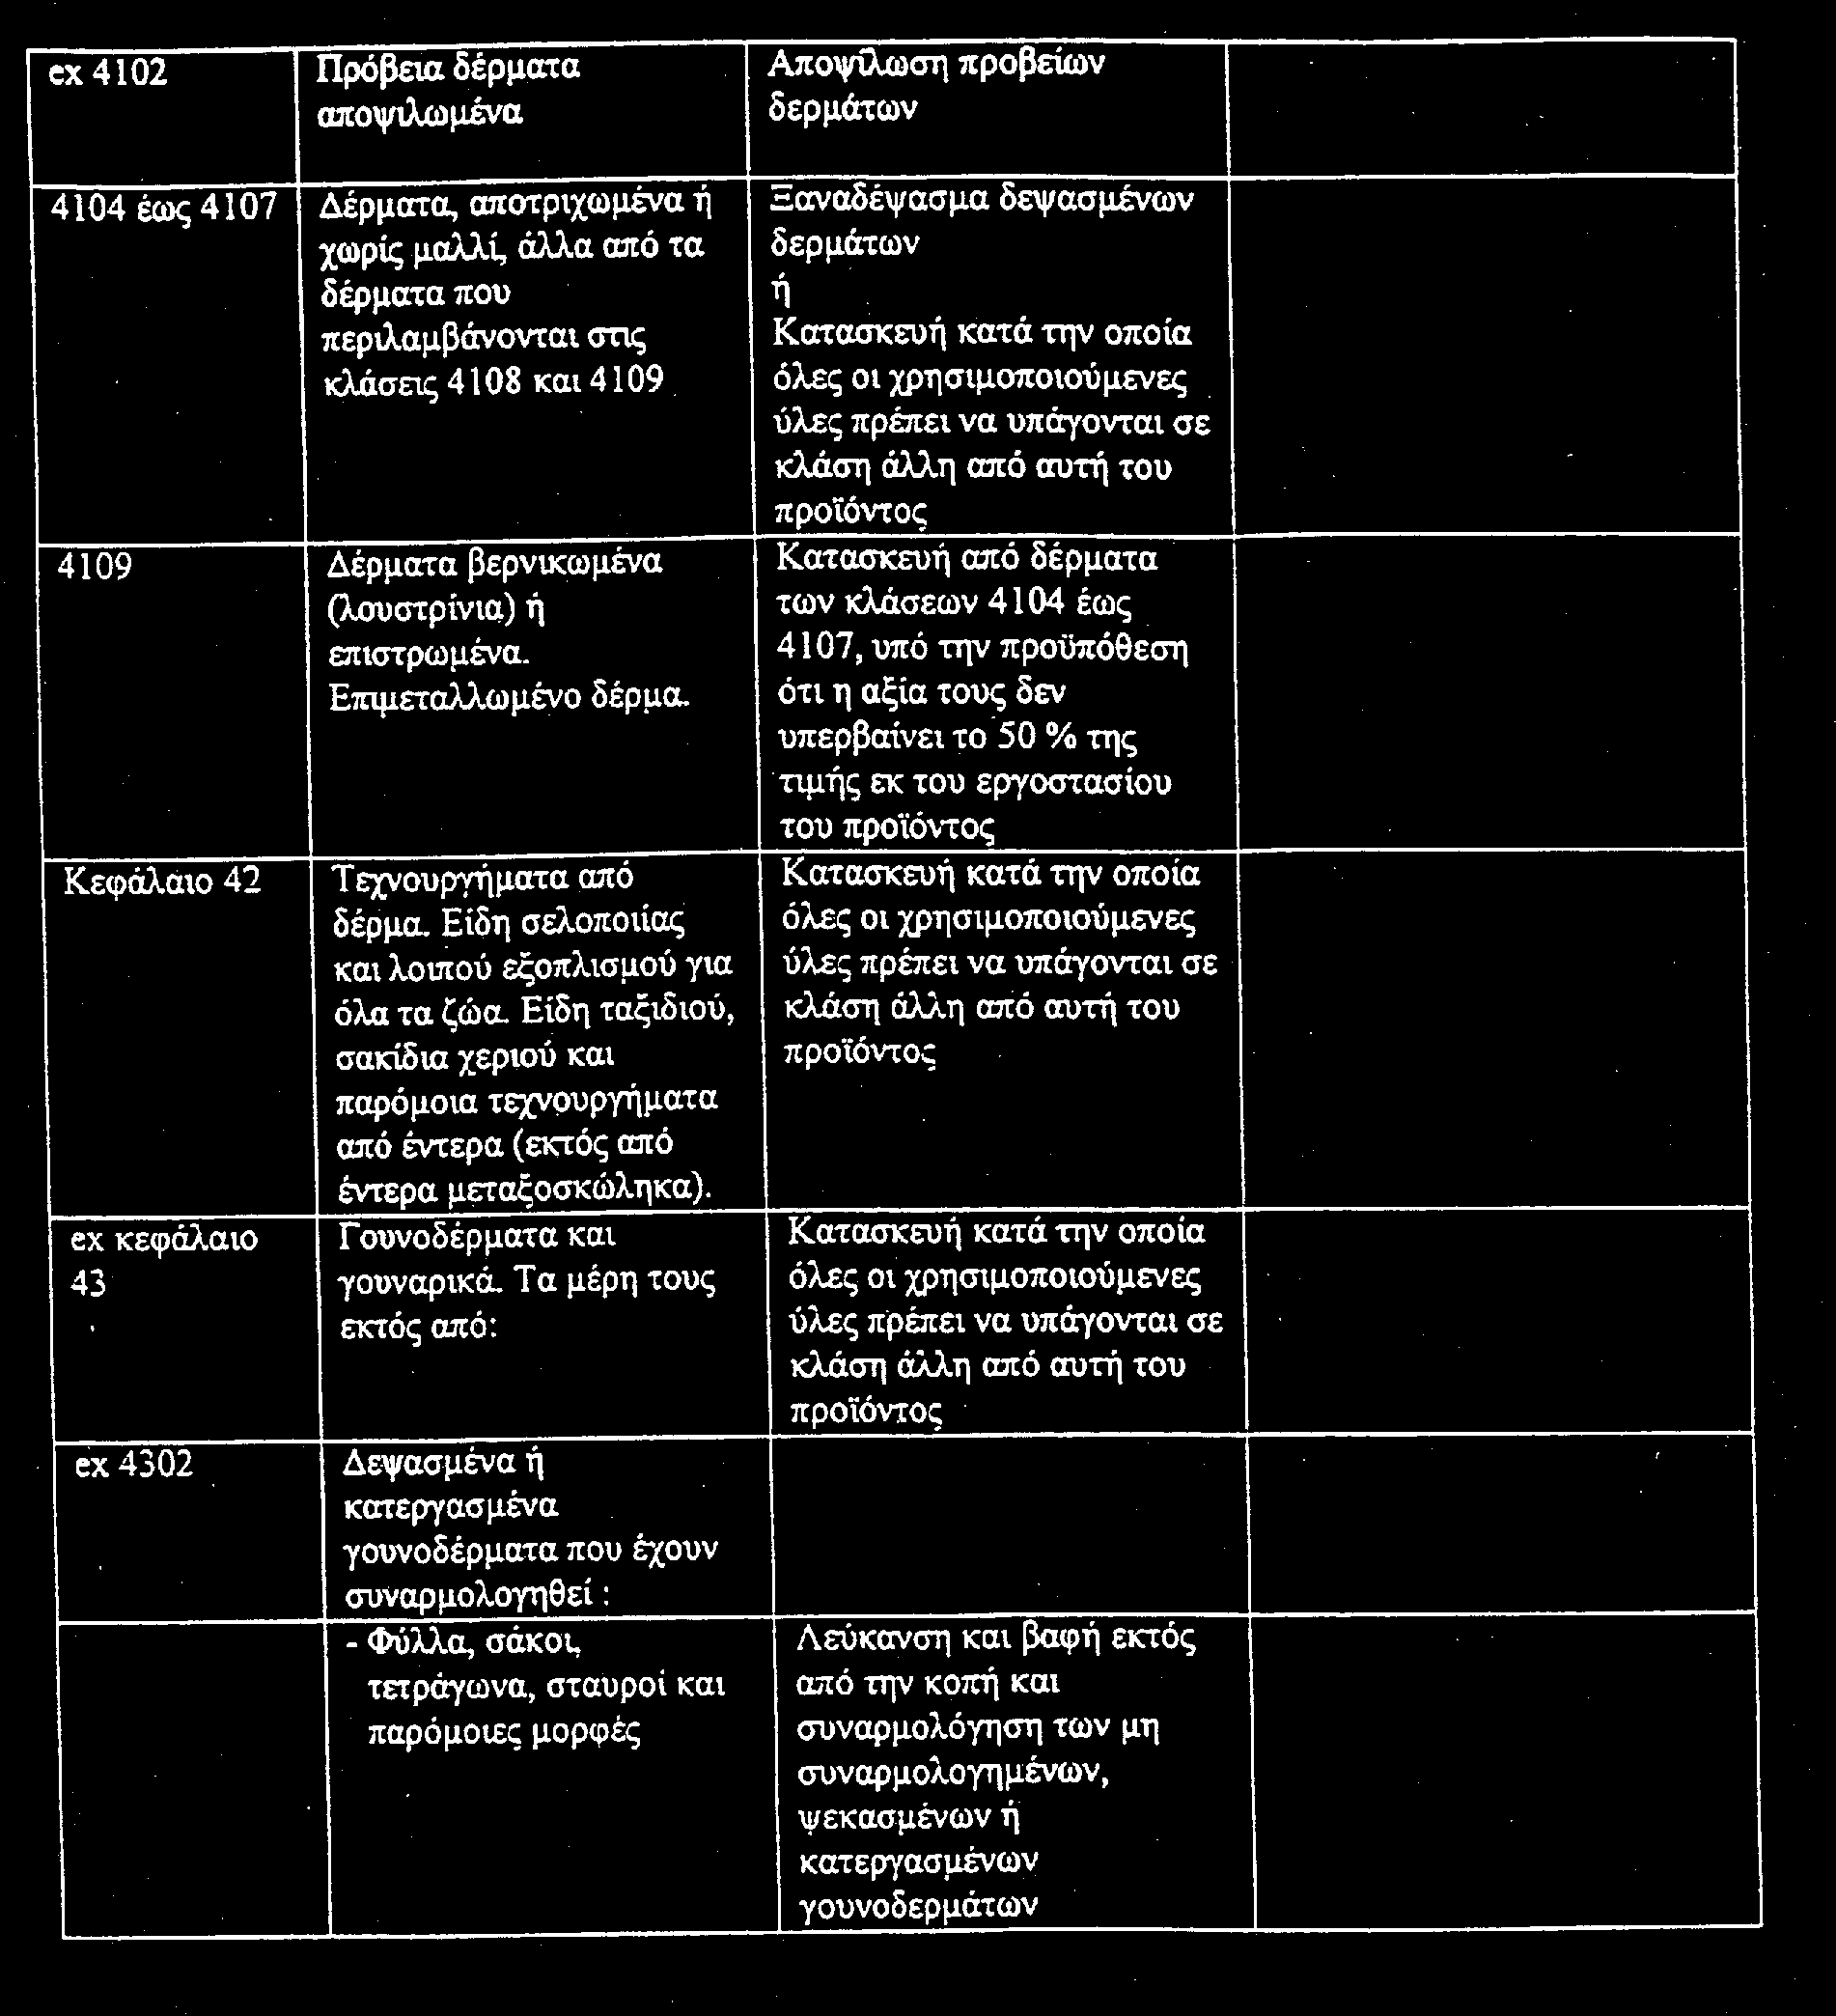 ex 4102
Πρόβεια δέρματα
αποψιλωμένα
Αποψίλωση προβείων
δερμάτων
4104 έως 4107
Δέρματα, αποτριχωμένα ή
χωρίς μαλλί, άλλα από τα
δέρματα που
περιλαμβάνονται στις
κλάσεις 4108 και 4109
Ξαναδέψασμα δεψασμένων
δερμάτων
ή
Κατασκευή κατά την οποία
όλες οι χρησιμοποιούμενες
ύλες πρέπει να υπάγονται σε
κλάση άλλη από αυτή του
προϊόντος
4109
Δέρματα βερνικωμένα
(λουστρίνια) ή
επιστρωμένα.
Επιμεταλλωμένο δέρμα.
Κατασκευή από δέρματα
των κλάσεων 4104 έως
4107, υπό την προϋπόθεση
ότι η αξία τους δεν
υπερβαίνει το 50 % της
τιμής εκ του εργοστασίου
του προϊόντος
Κεφάλαιο 42
Τεχνουργήματα από
δέρμα. Είδη σελοποιίας
και λοιπού εξοπλισμού για
όλα τα ζώα. Είδη ταξιδιού,
σακίδια χεριού και
παρόμοια τεχνουργήματα
από έντερα (εκτός από
έντερα μεταξοσκώληκα).
Κατασκευή κατά την οποία
όλες οι χρησιμοποιούμενες
ύλες πρέπει να υπάγονται σε
κλάση άλλη από αυτή του
προϊόντος
ex κεφάλαιο
43
Γουνοδέρματα και
γουναρικά. Τα μέρη τους
εκτός από:
Κατασκευή κατά την οποία
όλες οι χρησιμοποιούμενες
ύλες πρέπει να υπάγονται σε
κλάση άλλη από αυτή του
προϊόντος
ex 4302
Δεψασμένα ή
κατεργασμένα
γουνοδέρματα που έχουν
συναρμολογηθεί :
- Φύλλα, σάκοι,
τετράγωνα, σταυροί και
παρόμοιες μορφές
Λεύκανση και βαφή εκτός
από την κοπή και
συναρμολόγηση των μη
συναρμολογημένων,
ψεκασμένων ή
κατεργασμένων
γουνοδερμάτων